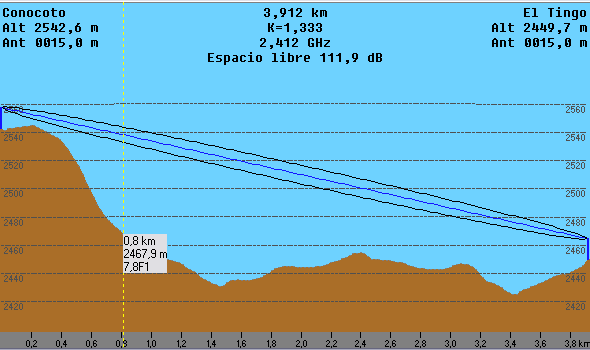 Conocoto 3,912 km El Tingo
Alt 2542,6 m K=1,333 Alt 2449,7 m
Ant 0015,0 m 2,412 GHz Ant 0015,0 m
Espacio libre 111,9 dB
2560 2560
2540 2540
2520 2520
2500 2500
2480 2480
2460 2460
2440 2440
2420 2420
0,8 km
2467,9 m
7,8F1
0,2 0,4 0,6 0,8 1,0 1,2 1,4 1,6 1,8 2,0 2,2 2,4 2,6 2,8 3,0 3,2 3,4 3,6 3,8 km